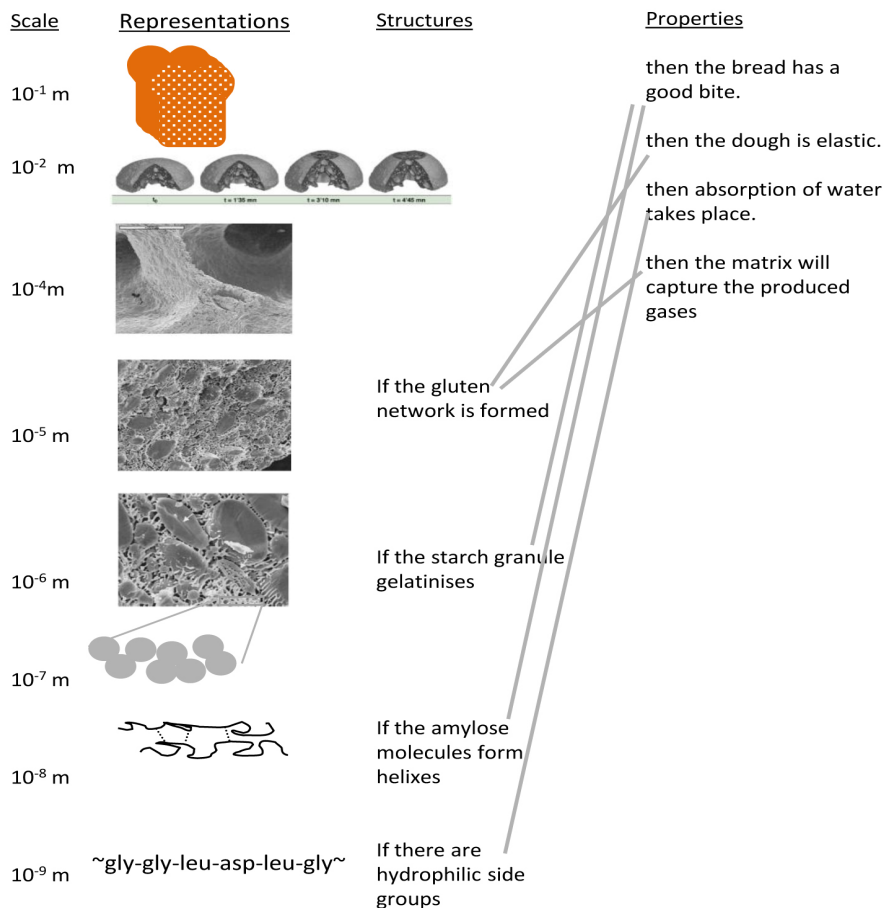 Scale Representations Structures Properties
then the bread has a
good bite.
10⁻¹ m
then the dough is elastic.
10⁻² m
then absorption of water
takes place.
t₀ t = 1'35 mn t = 3'10 mn t = 4'45 mn
then the matrix will
capture the produced
gases
10⁻⁴m
If the gluten
network is formed
10⁻⁵ m
If the starch granule
gelatinises
10⁻⁶ m
10⁻⁷ m
If the amylose
molecules form
helixes
10⁻⁸ m
If there are
hydrophilic side
groups
10⁻⁹ m
~gly-gly-leu-asp-leu-gly~